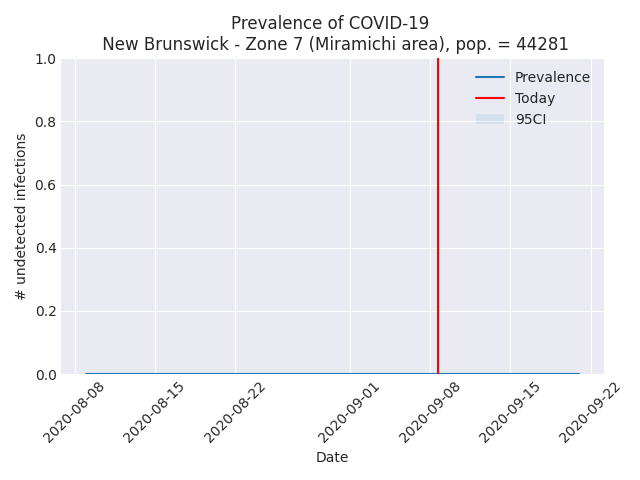 Prevalence of COVID-19
New Brunswick - Zone 7 (Miramichi area), pop. = 44281
1.0
0.8
0.6
0.4
0.2
0.0
# undetected infections
Prevalence
Today
95CI
2020-08-08
2020-08-15
2020-08-22
2020-09-01
2020-09-08
2020-09-15
2020-09-22
Date